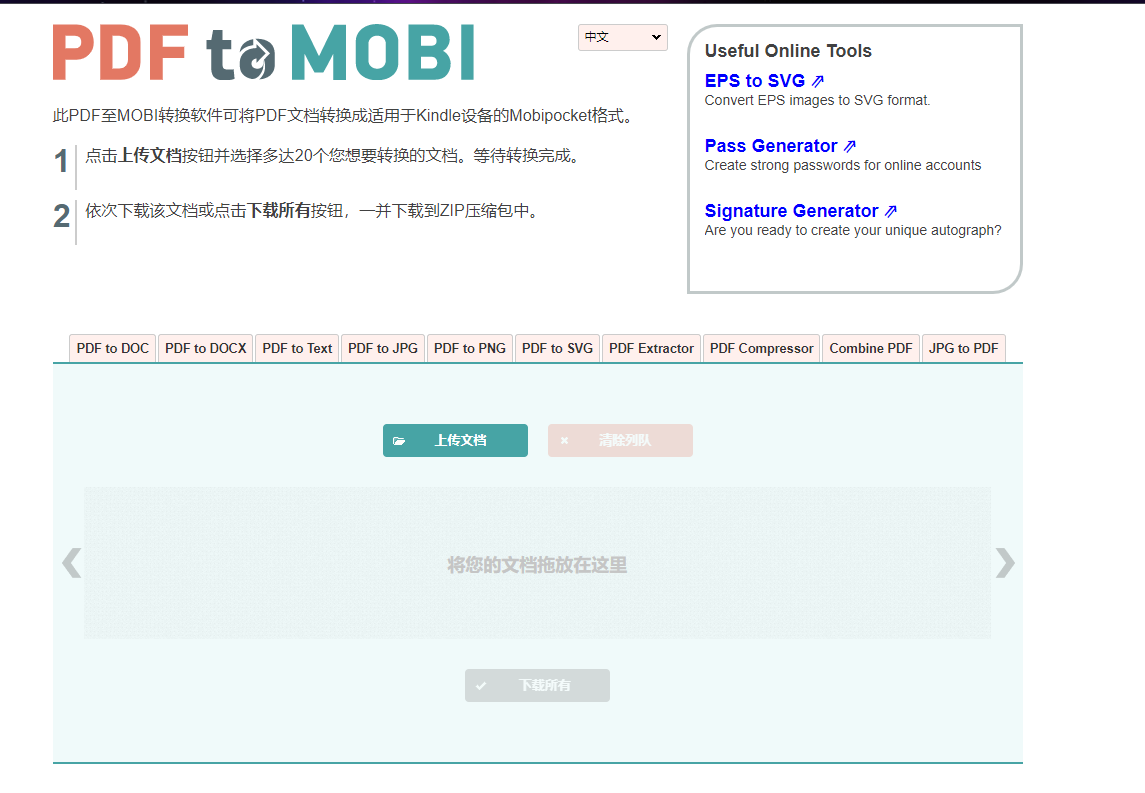 PDF to MOBI
中文
此PDF至MOBI转换软件可将PDF文档转换成适用于Kindle设备的Mobipocket格式。
1 点击上传文档按钮并选择多达20个您想要转换的文档。等待转换完成。
2 依次下载该文档或点击下载所有按钮，一并下载到ZIP压缩包中。
Useful Online Tools
EPS to SVG
Convert EPS images to SVG format.
Pass Generator
Create strong passwords for online accounts
Signature Generator
Are you ready to create your unique autograph?
PDF to DOC PDF to DOCX PDF to Text PDF to JPG PDF to PNG PDF to SVG PDF Extractor PDF Compressor Combine PDF JPG to PDF
上传文档 清除列队
将您的文档拖放在这里
下载所有